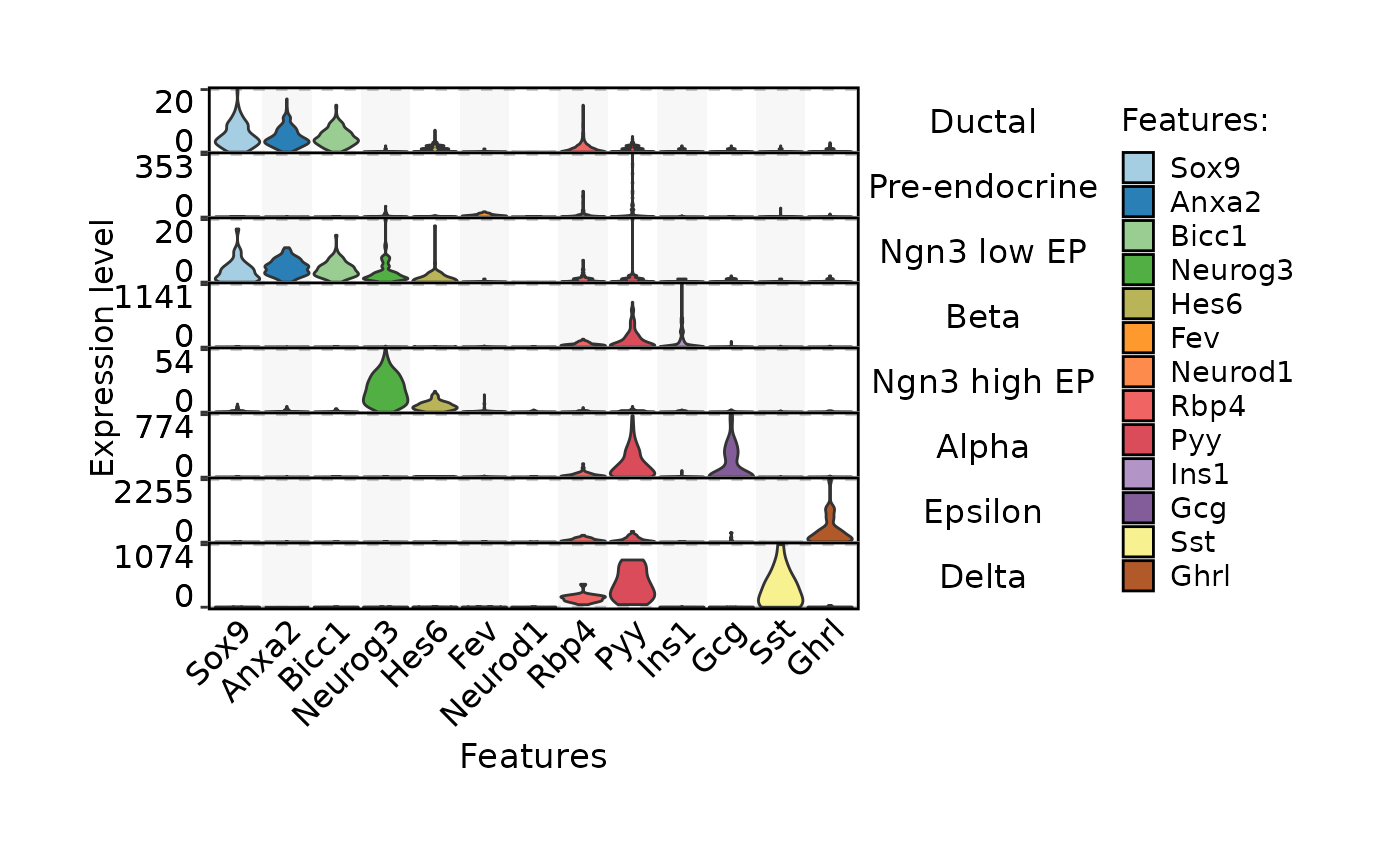 Expression level
20
0
Ductal
353
0
Pre-endocrine
20
0
Ngn3 low EP
1141
0
Beta
54
0
Ngn3 high EP
774
0
Alpha
2255
0
Epsilon
1074
0
Delta
Sox9
Anxa2
Bicc1
Neurog3
Hes6
Fev
Neurod1
Rbp4
Pyy
Ins1
Gcg
Sst
Ghrl
Features
Features:
Sox9
Anxa2
Bicc1
Neurog3
Hes6
Fev
Neurod1
Rbp4
Pyy
Ins1
Gcg
Sst
Ghrl